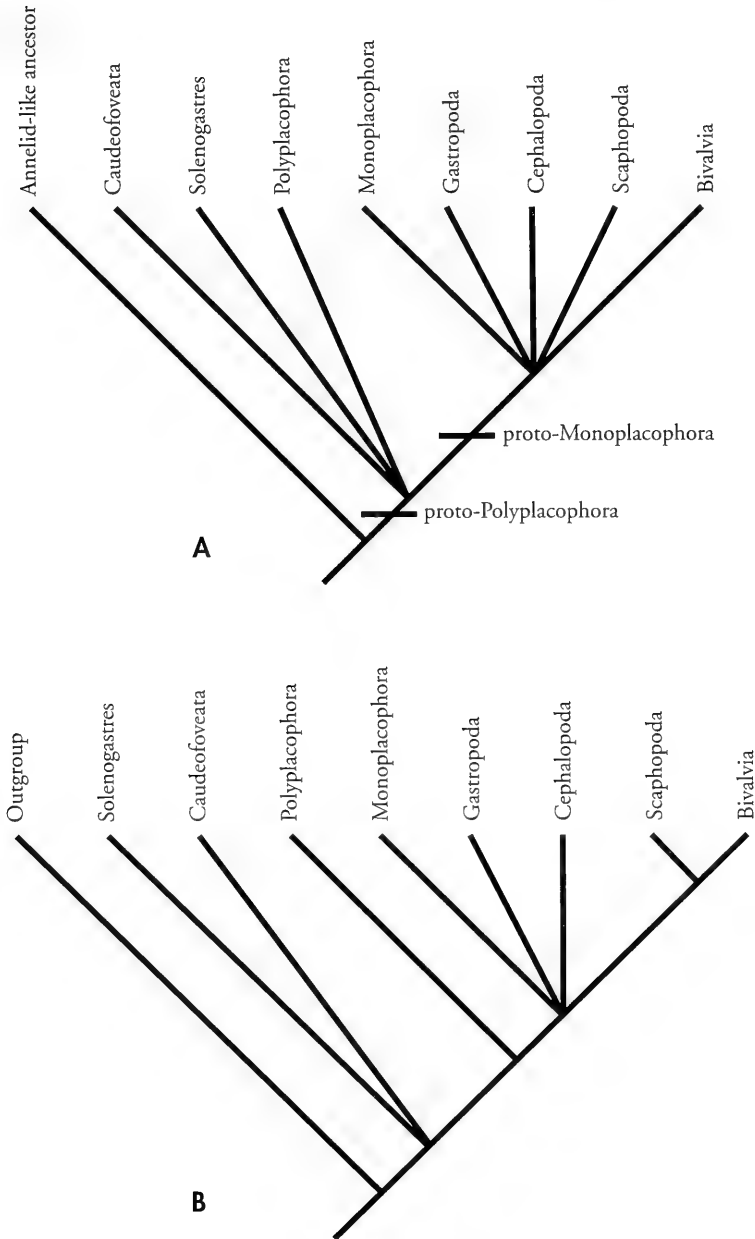 Annelid-like ancestor
Caudeofoveata
Solenogastres
Polyplacophora
Monoplacophora
Gastropoda
Cephalopoda
Scaphopoda
Bivalvia
proto-Monoplacophora
proto-Polyplacophora
A
Outgroup
Solenogastres
Caudeofoveata
Polyplacophora
Monoplacophora
Gastropoda
Cephalopoda
Scaphopoda
Bivalvia
B